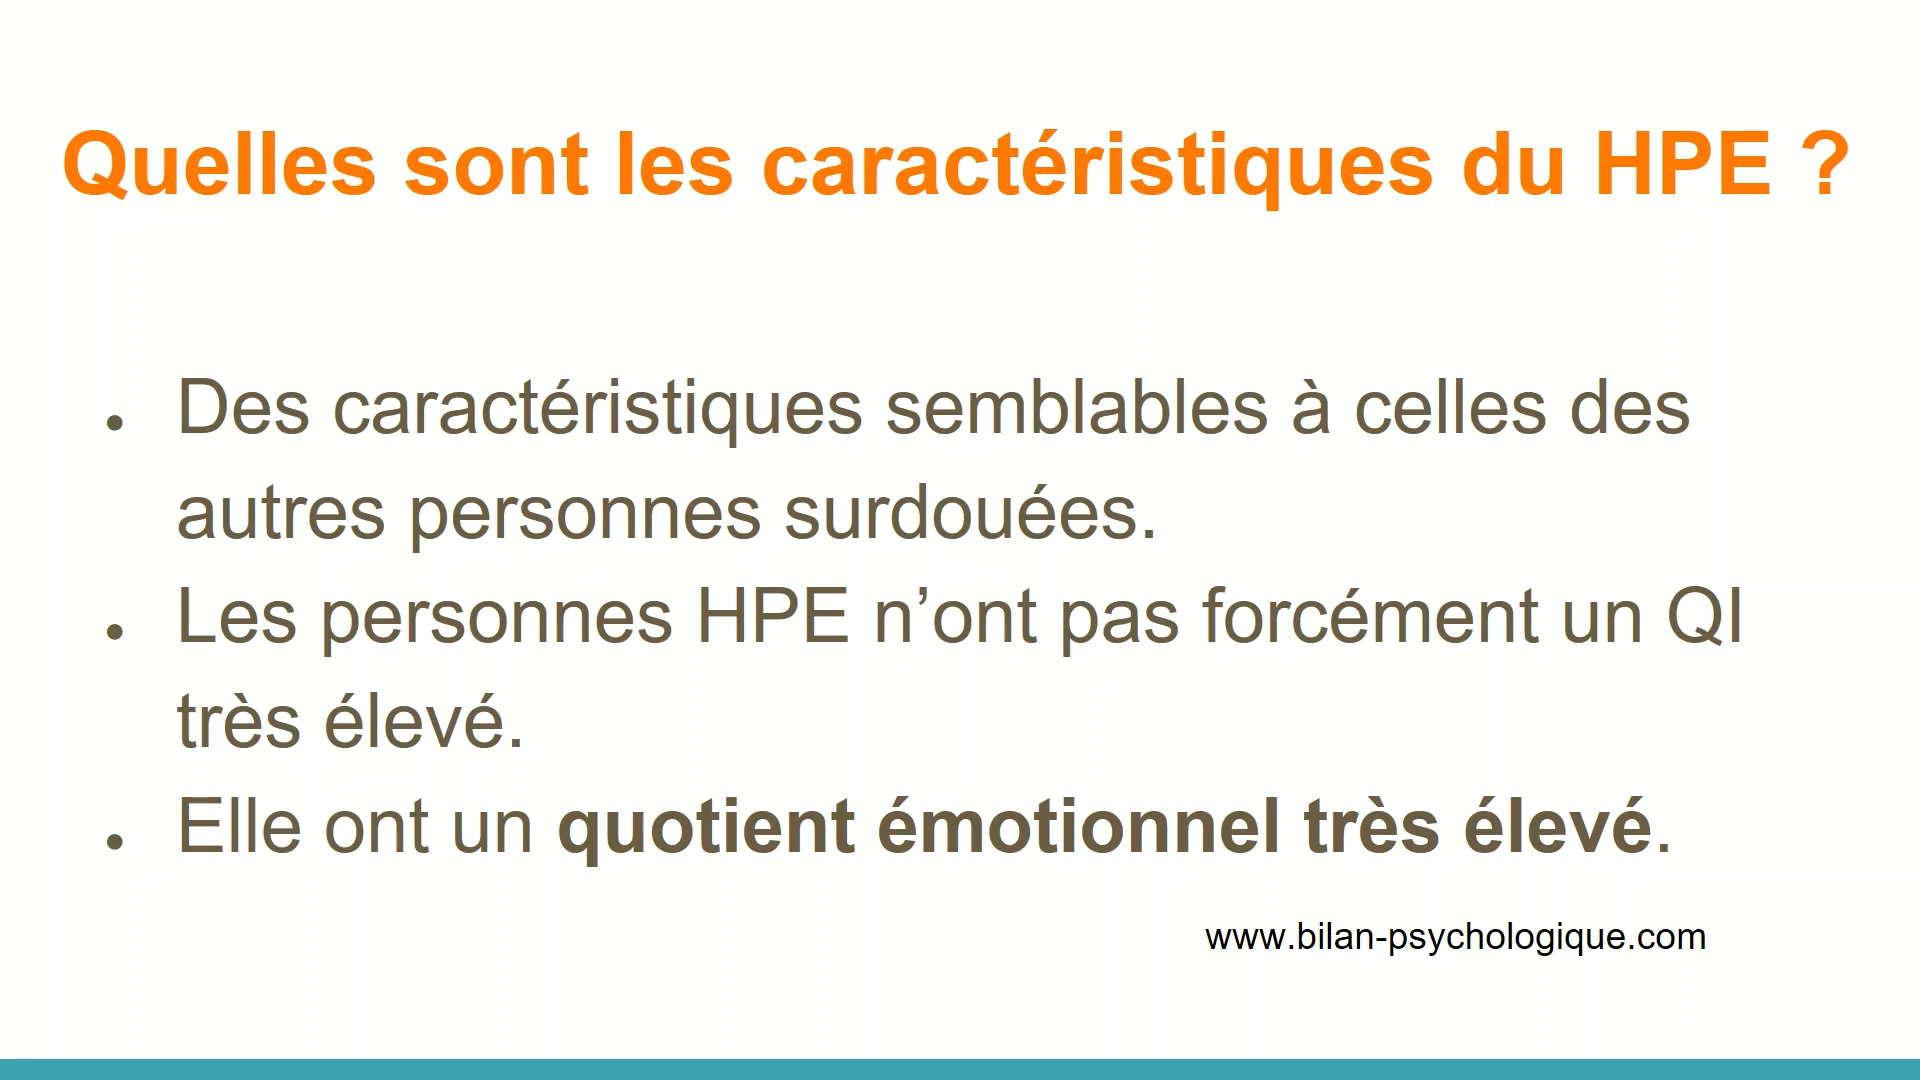 Quelles sont les caractéristiques du HPE ?
• Des caractéristiques semblables à celles des
autres personnes surdouées.
• Les personnes HPE n’ont pas forcément un QI
très élevé.
• Elle ont un quotient émotionnel très élevé.
www.bilan-psychologique.com